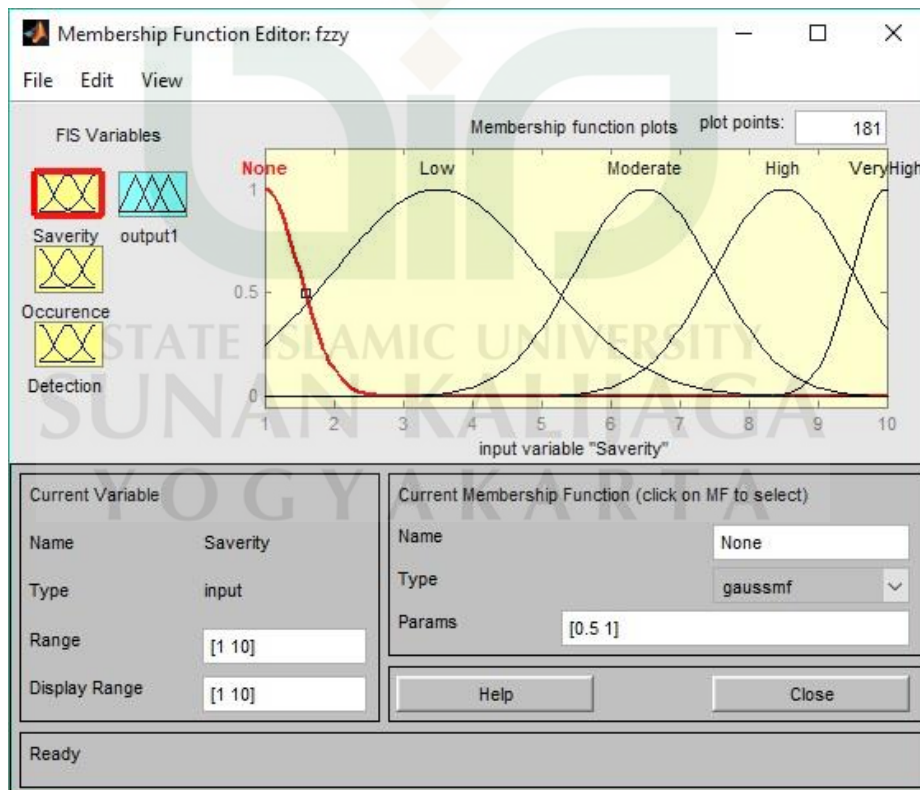 Membership Function Editor: fzzy
File Edit View
FIS Variables
Saverity output1
Occurence
Detection
Membership function plots plot points: 181
None Low Moderate High VeryHigh
1
0.5
0
1 2 3 4 5 6 7 8 9 10
input variable "Saverity"
STATE ISLAMIC UNIVERSITY
SUNAN KALIJAGA
YOGYAKARTA
Current Variable
Name Saverity
Type input
Range [1 10]
Display Range [1 10]
Current Membership Function (click on MF to select)
Name None
Type gaussmf
Params [0.5 1]
Help Close
Ready